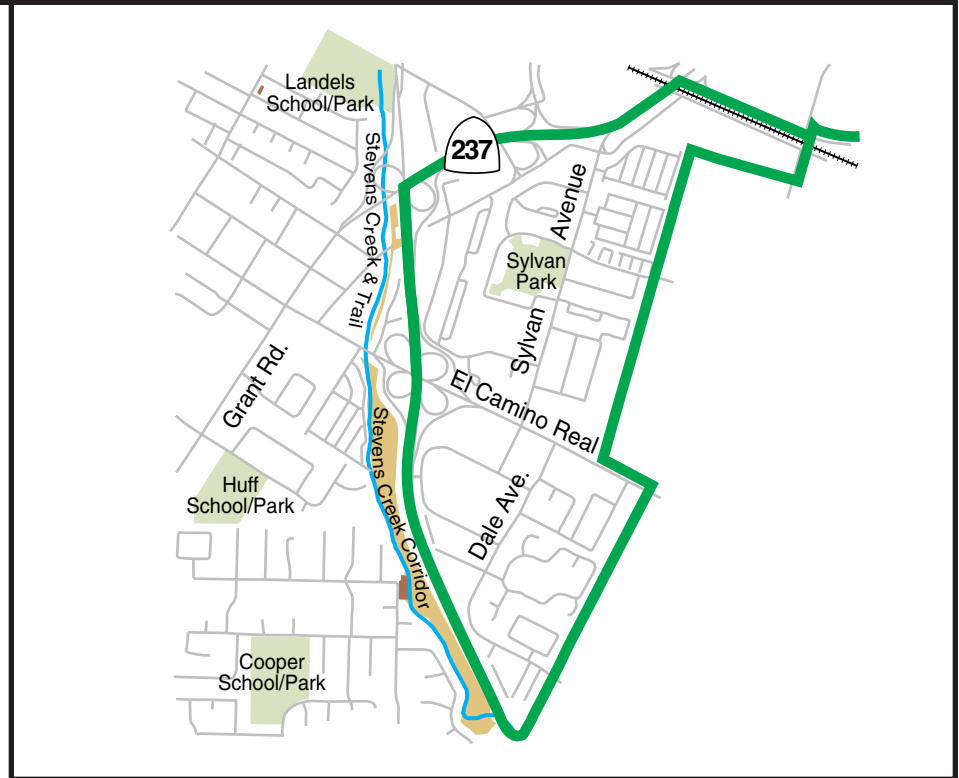 Landels
School/Park
237
Stevens Creek & Trail
Sylvan Avenue
Sylvan
Park
Grant Rd.
El Camino Real
Stevens Creek Corridor
Huff
School/Park
Dale Ave.
Cooper
School/Park